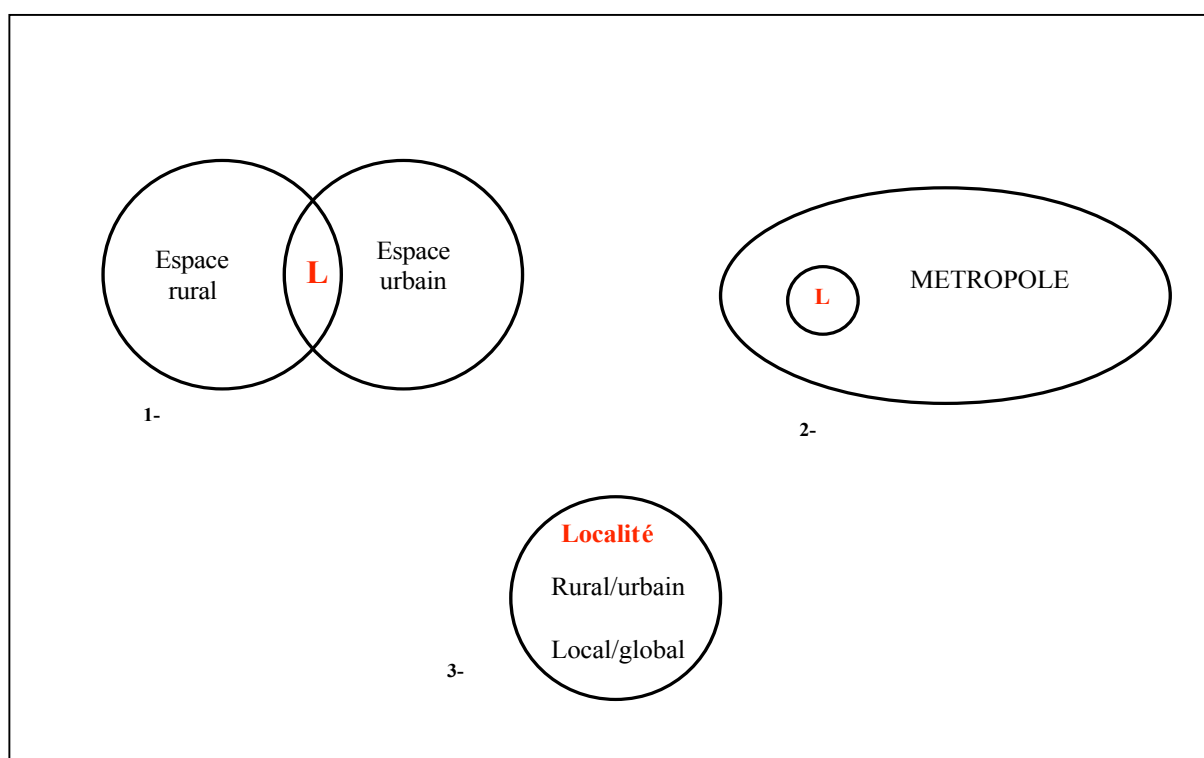 Espace
rural
L
Espace
urbain
1-
L
METROPOLE
2-
Localité
Rural/urbain
Local/global
3-